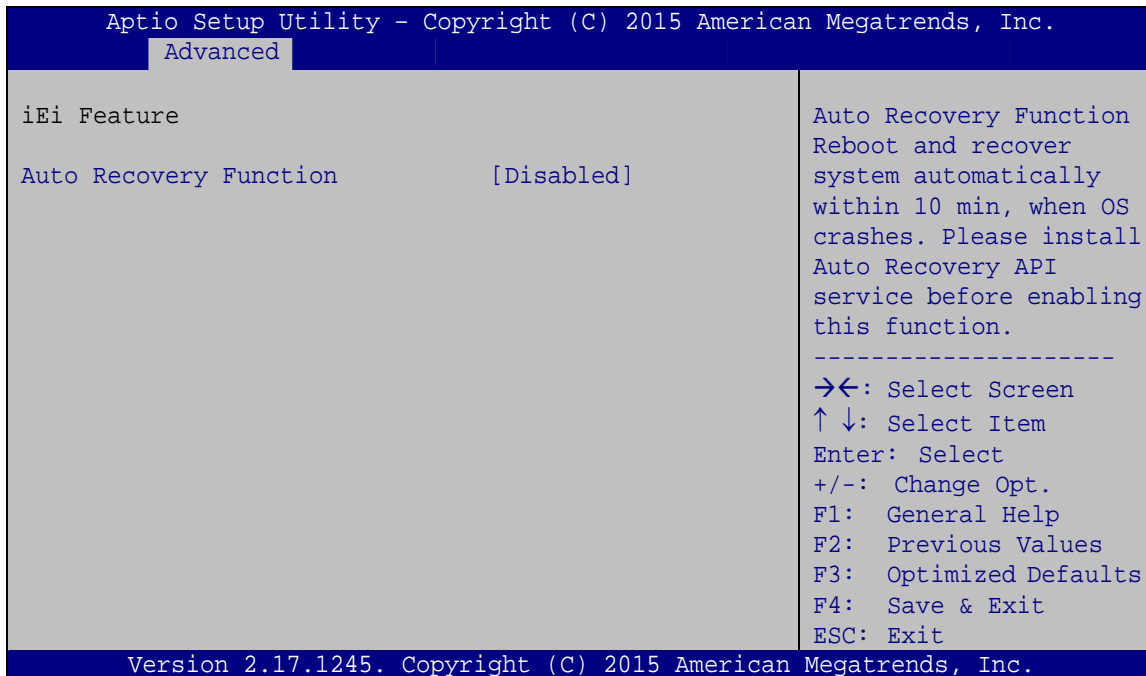 Aptio Setup Utility – Copyright (C) 2015 American Megatrends, Inc.
Advanced
iEi Feature
Auto Recovery Function [Disabled]
Auto Recovery Function
Reboot and recover
system automatically
within 10 min, when OS
crashes. Please install
Auto Recovery API
service before enabling
this function.
---------------------
→←: Select Screen
↑ ↓: Select Item
Enter: Select
+/-: Change Opt.
F1: General Help
F2: Previous Values
F3: Optimized Defaults
F4: Save & Exit
ESC: Exit
Version 2.17.1245. Copyright (C) 2015 American Megatrends, Inc.